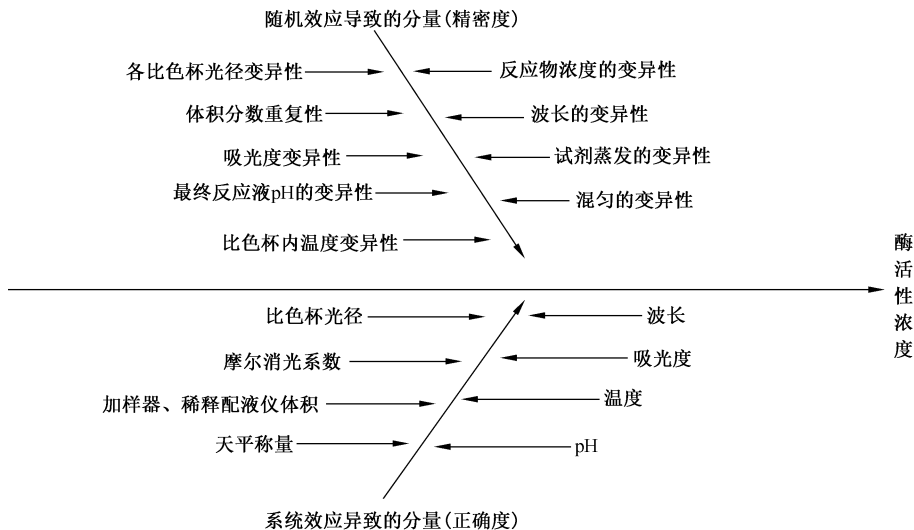 随机效应导致的分量(精密度)
各比色杯光径变异性
反应物浓度的变异性
体积分数重复性
波长的变异性
吸光度变异性
试剂蒸发的变异性
最终反应液pH的变异性
混匀的变异性
比色杯内温度变异性
酶活性浓度
比色杯光径
波长
摩尔消光系数
吸光度
加样器、稀释配液仪体积
温度
天平称量
pH
系统效应异致的分量(正确度)